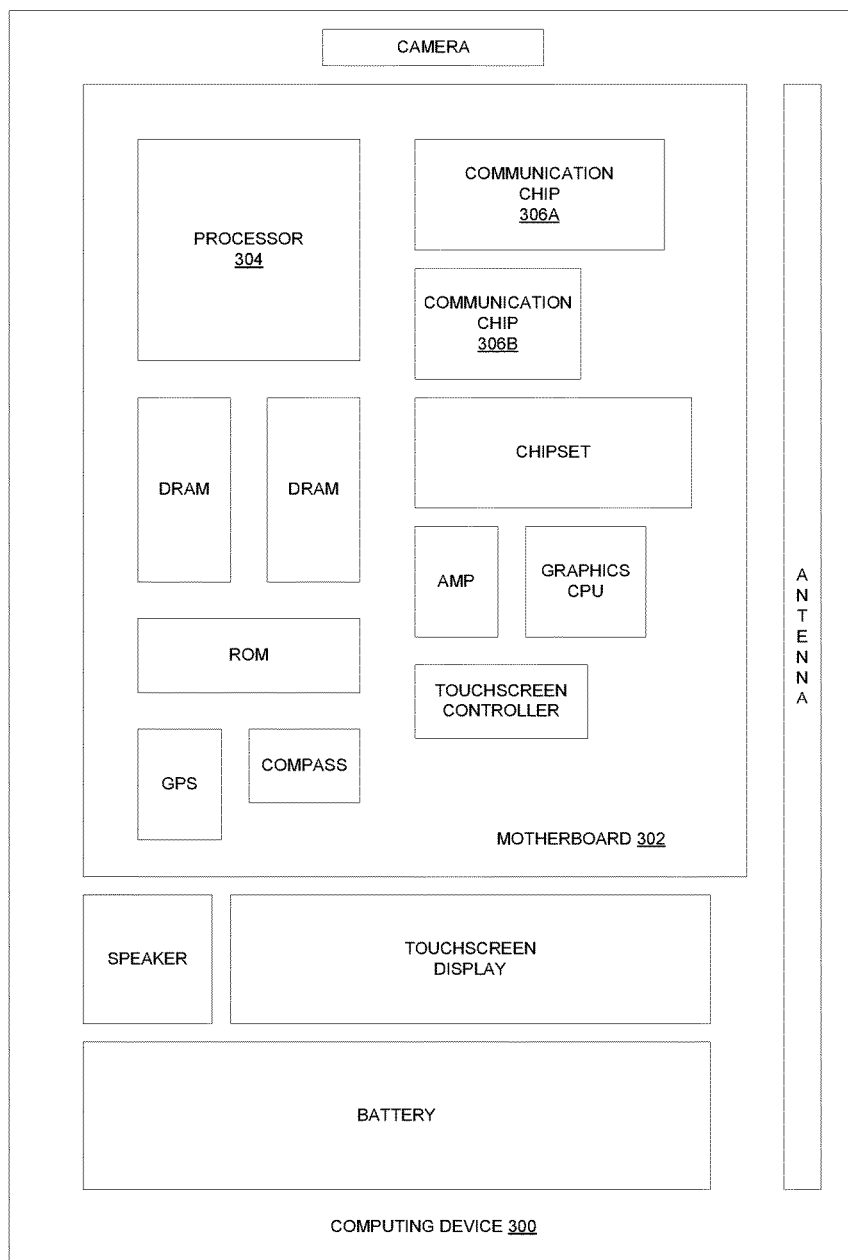 CAMERA
PROCESSOR
304
COMMUNICATION
CHIP
306A
COMMUNICATION
CHIP
306B
DRAM
DRAM
CHIPSET
AMP
GRAPHICS
CPU
ROM
TOUCHSCREEN
CONTROLLER
GPS
COMPASS
MOTHERBOARD 302
ANTENNA
SPEAKER
TOUCHSCREEN
DISPLAY
BATTERY
COMPUTING DEVICE 300